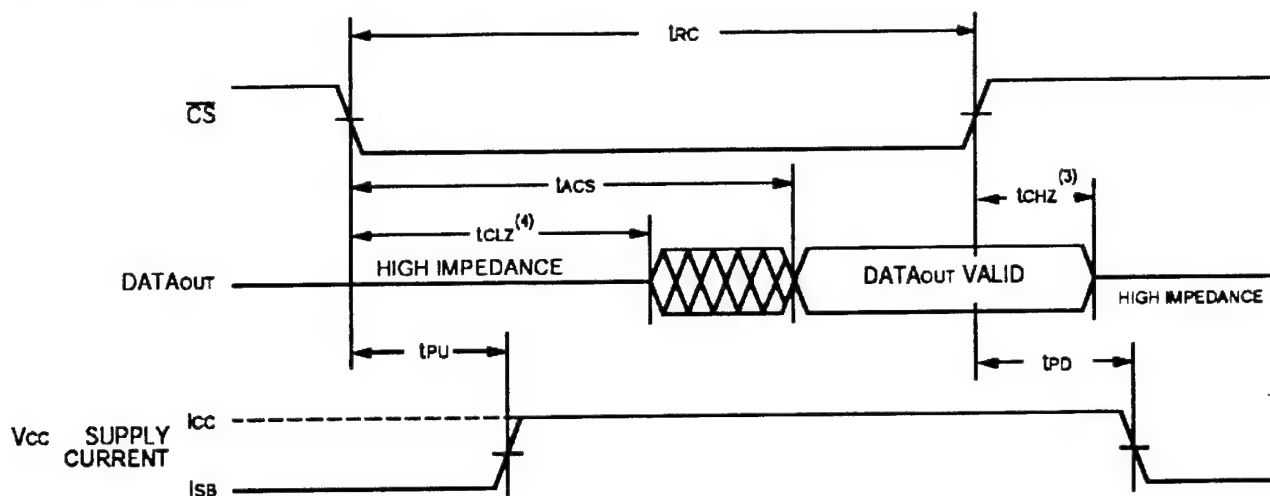 tRC
CS
tACS
tCHZ(3)
tCLZ(4)
DATAOUT
HIGH IMPEDANCE
DATAOUT VALID
HIGH IMPEDANCE
tPU
tPD
ICC
VCC SUPPLY
CURRENT
ISB